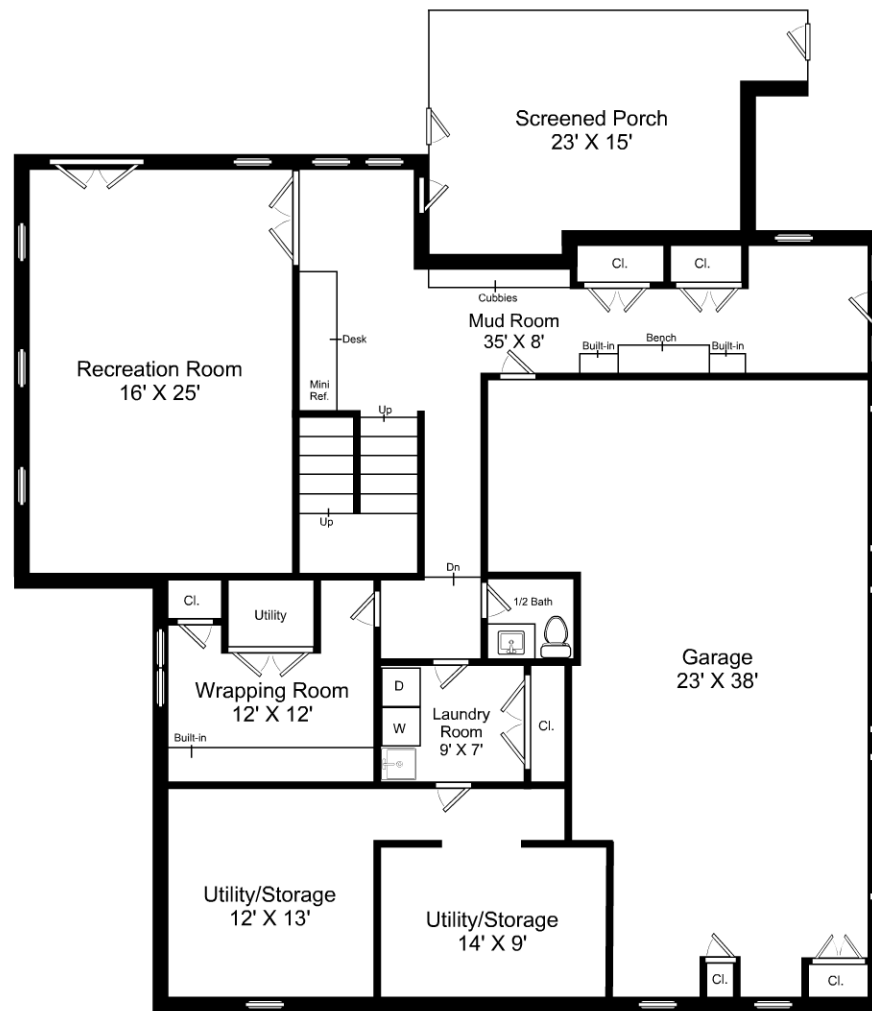 Screened Porch
23' X 15'
Cl.
Cl.
Cubbies
Mud Room
35' X 8'
Built-in
Bench
Built-in
Desk
Recreation Room
16' X 25'
Mini
Ref.
Up
Up
Dn
Cl.
Utility
1/2 Bath
Garage
23' X 38'
Wrapping Room
12' X 12'
D
W
Laundry
Room
9' X 7'
Cl.
Built-in
Utility/Storage
12' X 13'
Utility/Storage
14' X 9'
Cl.
Cl.